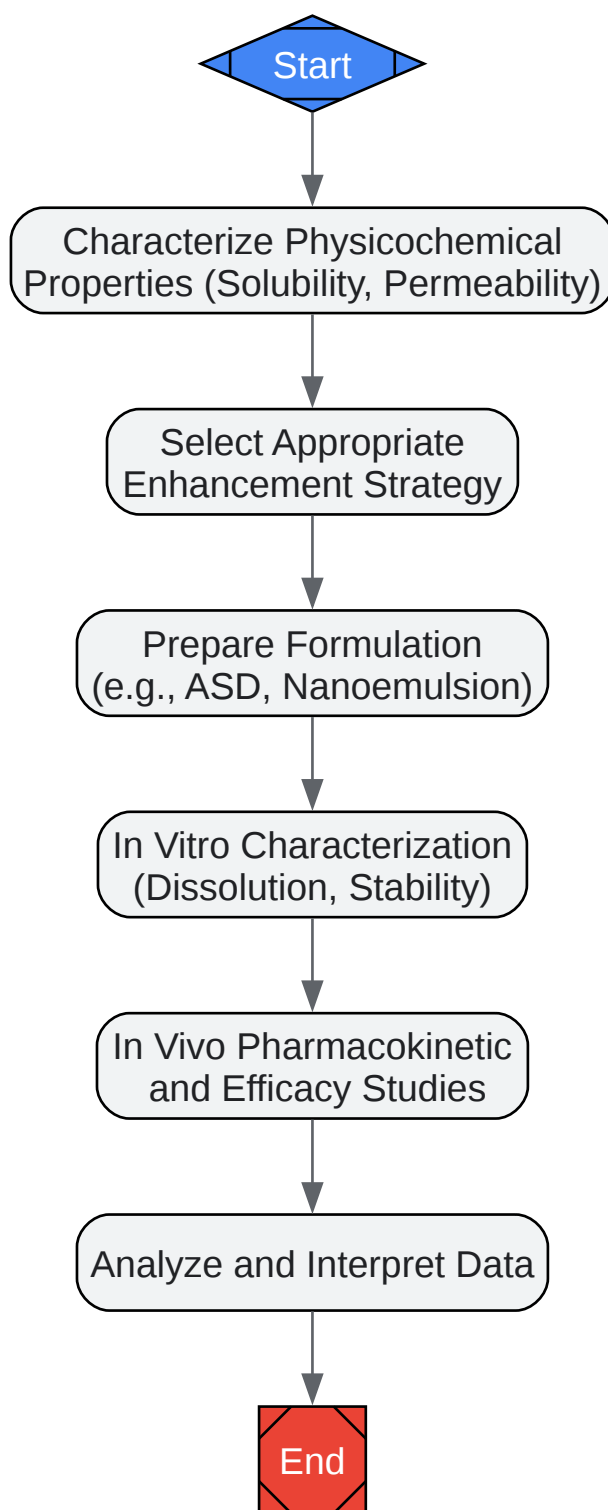 Start
Characterize Physicochemical
Properties (Solubility, Permeability)
Select Appropriate
Enhancement Strategy
Prepare Formulation
(e.g., ASD, Nanoemulsion)
In Vitro Characterization
(Dissolution, Stability)
In Vivo Pharmacokinetic
and Efficacy Studies
Analyze and Interpret Data
End